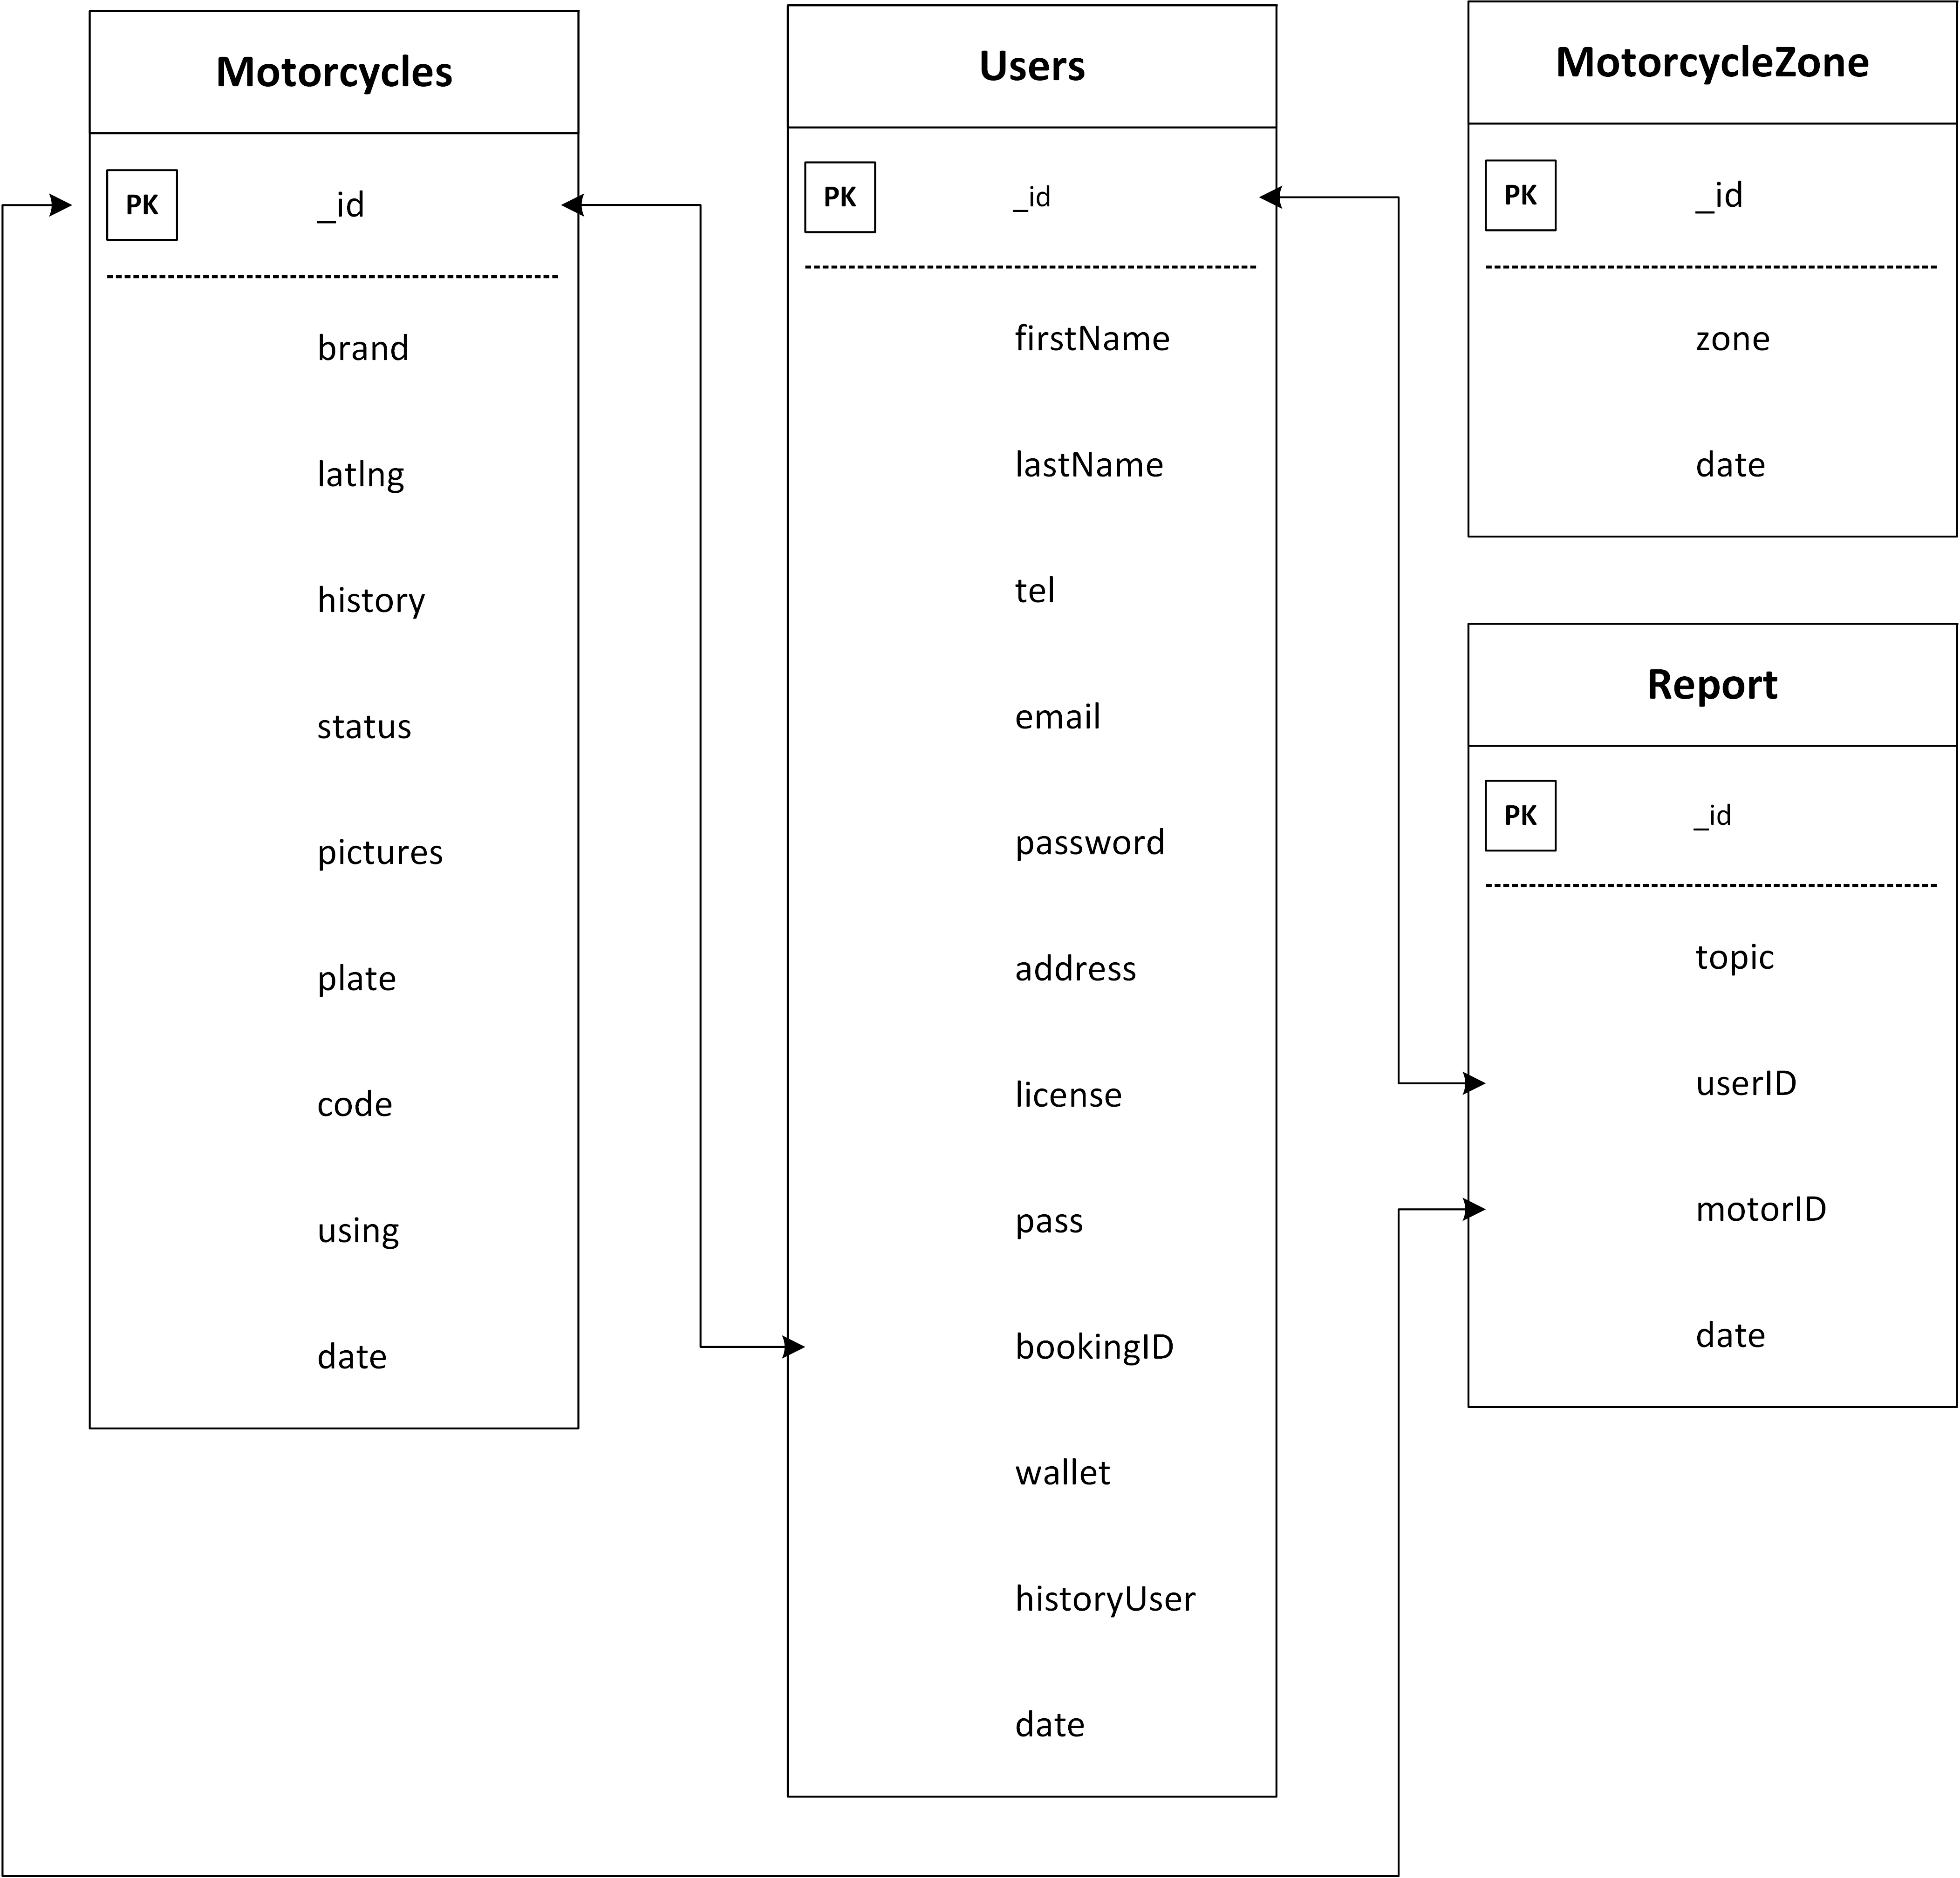 Motorcycles
PK
_id
brand
latlng
history
status
pictures
plate
code
using
date
Users
PK
_id
firstName
lastName
tel
email
password
address
license
pass
bookingID
wallet
historyUser
date
MotorcycleZone
PK
_id
zone
date
Report
PK
_id
topic
userID
motorID
date